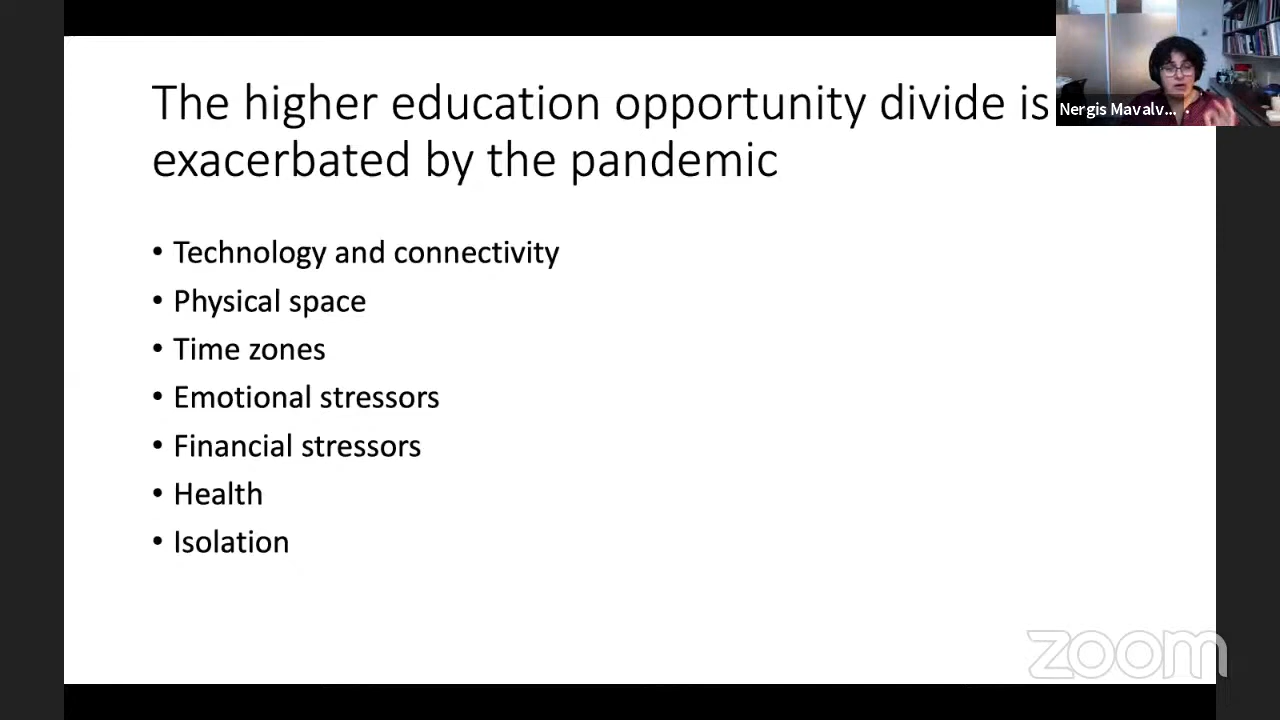 The higher education opportunity divide is
exacerbated by the pandemic
Nergis Mavalv...
• Technology and connectivity
• Physical space
• Time zones
• Emotional stressors
• Financial stressors
• Health
• Isolation
zoom